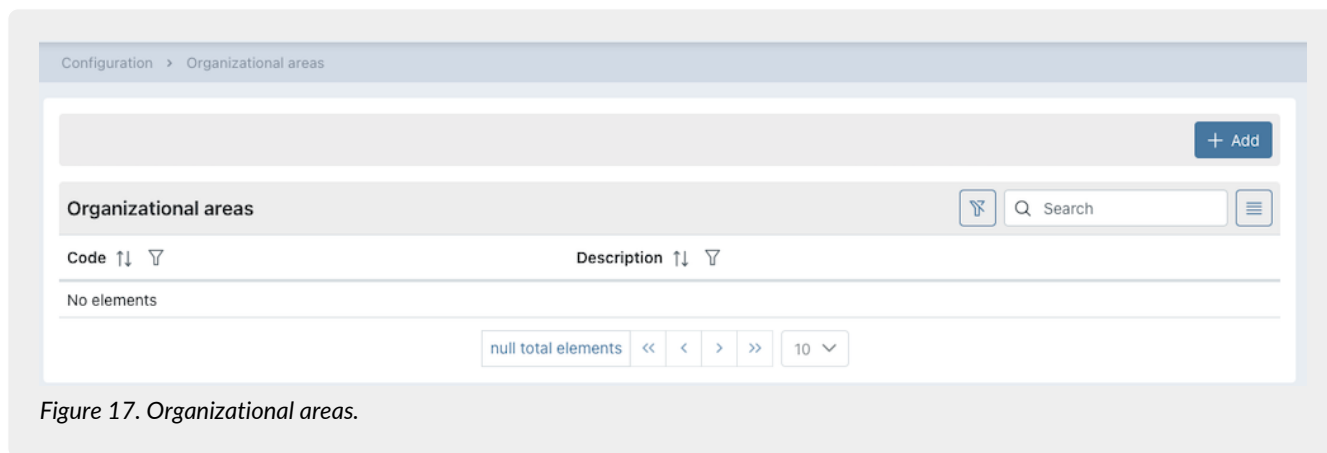 Configuration > Organizational areas
+ Add
Organizational areas
Search
Code
Description
No elements
null total elements << < > >> 10
Figure 17. Organizational areas.